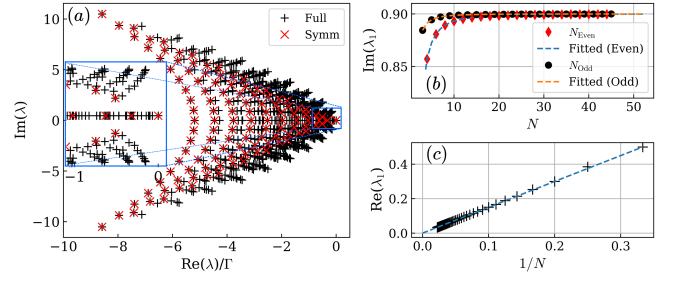 (a)
+ Full
× Symm
Im(λ)
10
5
0
−5
−10
−1
0
−10
−8
−6
−4
−2
0
Re(λ)/Γ
Im(λ₁)
0.90
0.85
N_Even
Fitted (Even)
N_Odd
Fitted (Odd)
(b)
10
20
30
40
50
N
(c)
Re(λ₁)
0.4
0.2
0.0
0.0
0.1
0.2
0.3
1/N